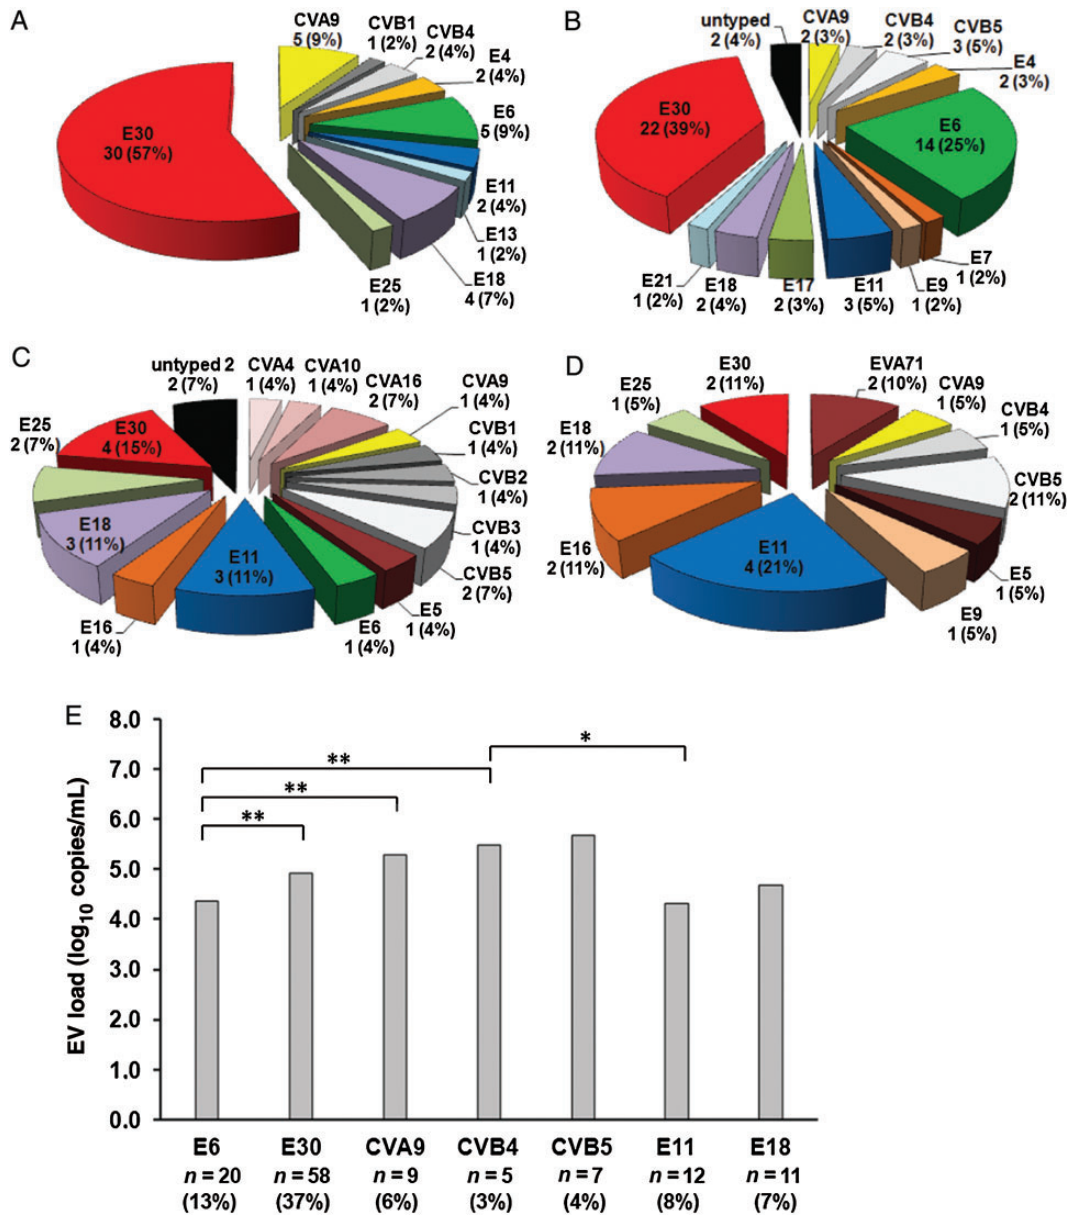 A
CVA9
5 (9%)
CVB1
1 (2%)
CVB4
2 (4%)
E4
2 (4%)
E6
5 (9%)
E11
2 (4%)
E13
1 (2%)
E18
4 (7%)
E25
1 (2%)
E30
30 (57%)
B
untyped
2 (4%)
CVA9
2 (3%)
CVB4
2 (3%)
CVB5
3 (5%)
E4
2 (3%)
E6
14 (25%)
E7
1 (2%)
E9
1 (2%)
E11
3 (5%)
E17
2 (3%)
E18
2 (4%)
E21
1 (2%)
E30
22 (39%)
C
untyped 2
2 (7%)
CVA4
1 (4%)
CVA10
1 (4%)
CVA16
2 (7%)
CVA9
1 (4%)
CVB1
1 (4%)
CVB2
1 (4%)
CVB3
1 (4%)
CVB5
2 (7%)
E5
1 (4%)
E6
1 (4%)
E11
3 (11%)
E16
1 (4%)
E18
3 (11%)
E25
2 (7%)
E30
4 (15%)
D
E30
2 (11%)
EVA71
2 (10%)
CVA9
1 (5%)
CVB4
1 (5%)
CVB5
2 (11%)
E5
1 (5%)
E9
1 (5%)
E11
4 (21%)
E16
2 (11%)
E18
2 (11%)
E25
1 (5%)
E
EV load (log10 copies/mL)
8.0
7.0
6.0
5.0
4.0
3.0
2.0
1.0
0.0
**
**
**
*
E6 E30 CVA9 CVB4 CVB5 E11 E18
n = 20 n = 58 n = 9 n = 5 n = 7 n = 12 n = 11
(13%) (37%) (6%) (3%) (4%) (8%) (7%)